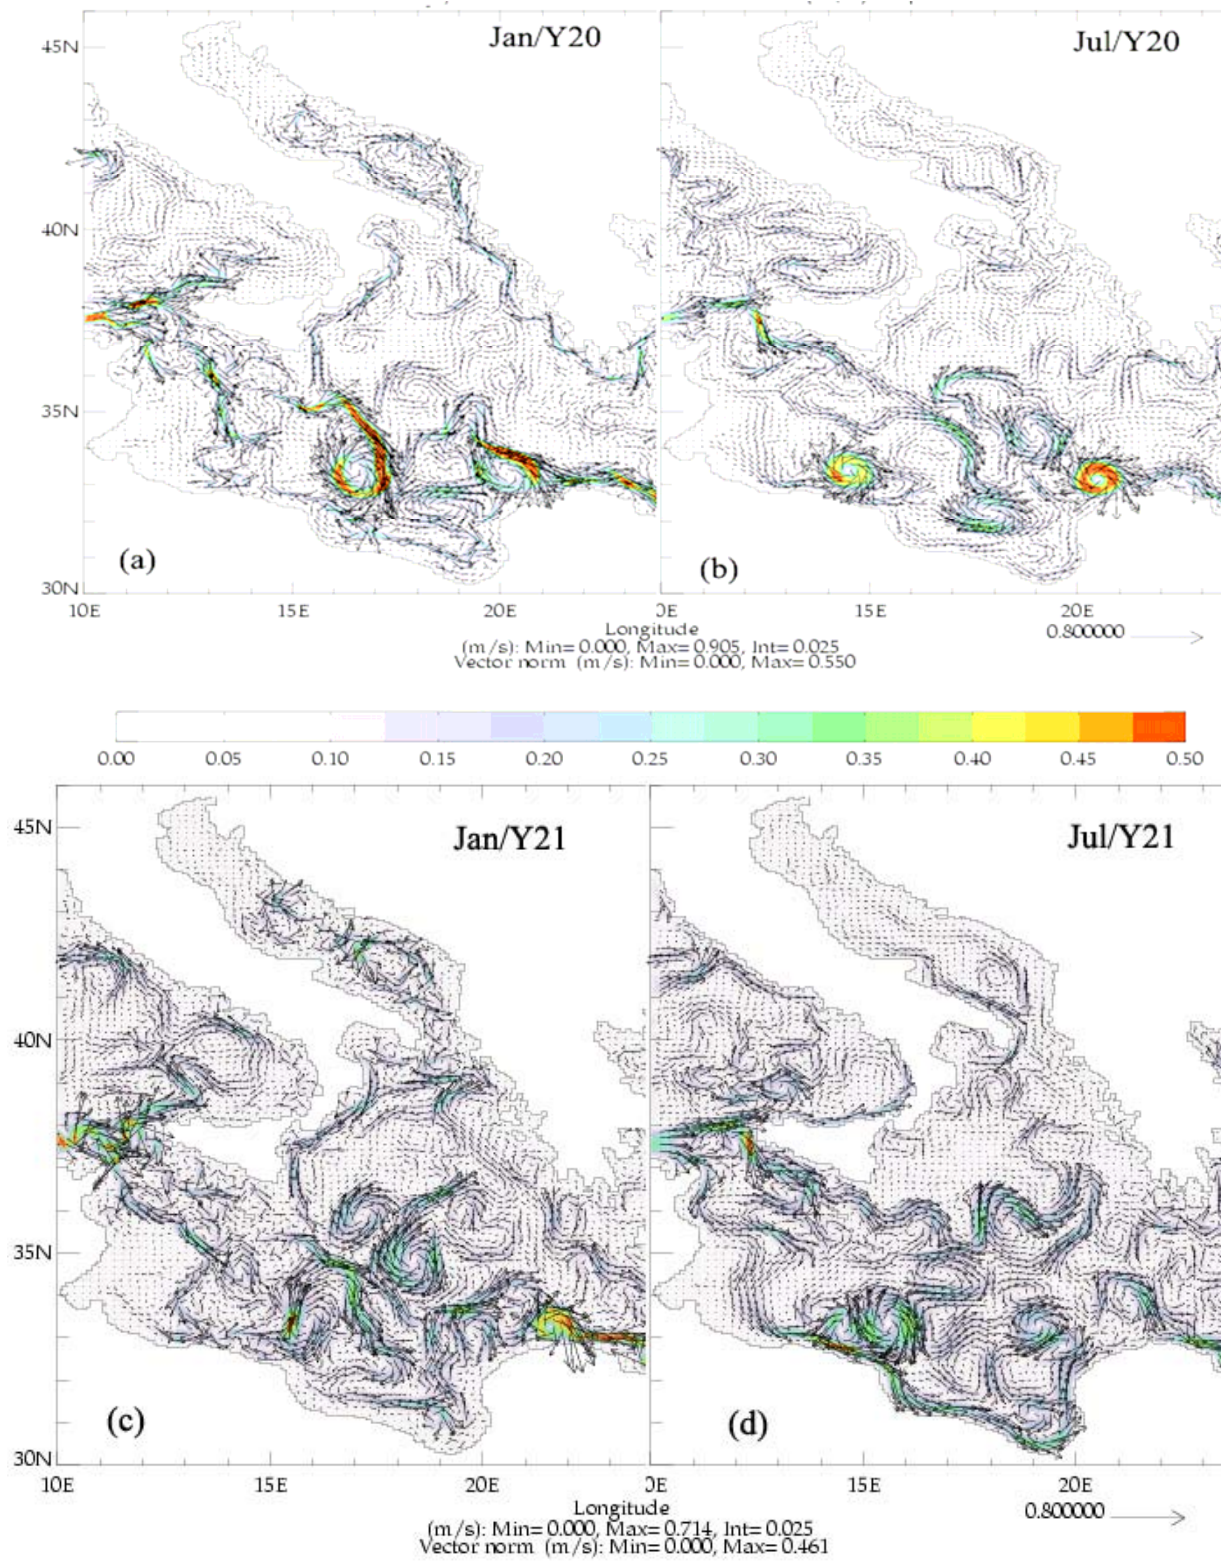 Jan/Y20
Jul/Y20
45N
40N
35N
30N
(a)
(b)
10E 15E 20E 0E 15E 20E
Longitude
0.800000
(m/s): Min= 0.000, Max= 0.905, Int= 0.025
Vector norm (m/s): Min= 0.000, Max= 0.550
0.00 0.05 0.10 0.15 0.20 0.25 0.30 0.35 0.40 0.45 0.50
Jan/Y21
Jul/Y21
45N
40N
35N
30N
(c)
(d)
10E 15E 20E 0E 15E 20E
Longitude
0.800000
(m/s): Min= 0.000, Max= 0.714, Int= 0.025
Vector norm (m/s): Min= 0.000, Max= 0.461